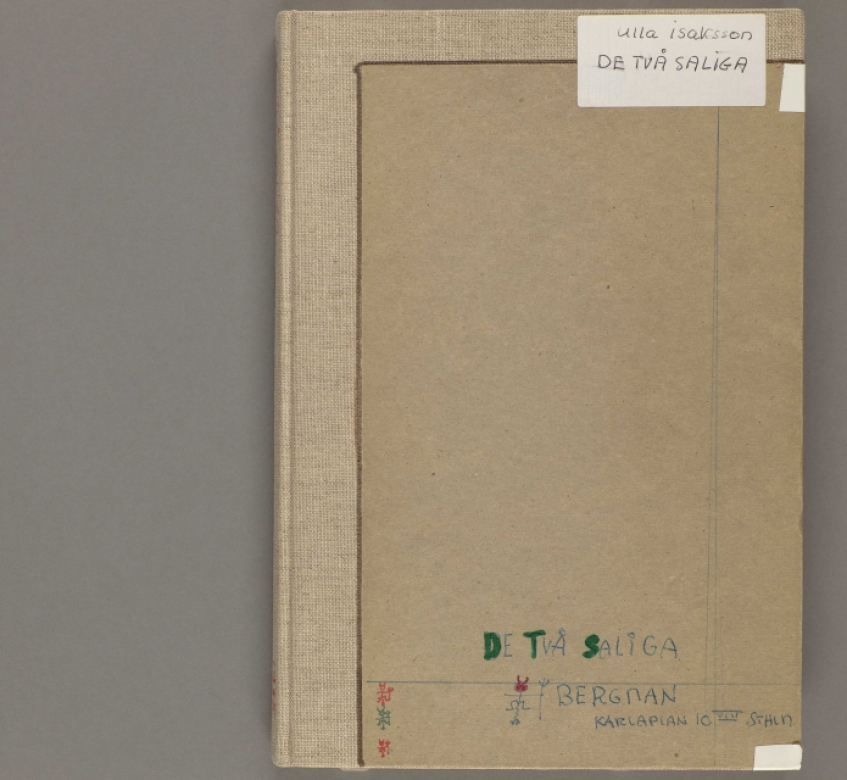 ulla isaksson
DE TVÅ SALIGA
DE TVÅ SALIGA
BERGMAN
KARLAPLAN 10 STHLM